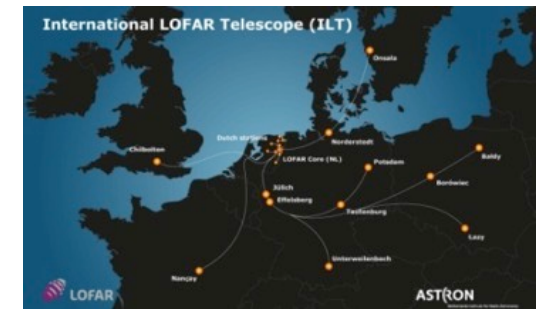 International LOFAR Telescope (ILT)
Onsala
Dutch stations
Norderstedt
Chilbolton
LOFAR Core (NL)
Baldy
Potsdam
Borówiec
Jülich
Effelsberg
Tautenburg
Lazy
Unterweilenbach
Nançay
LOFAR
ASTRON